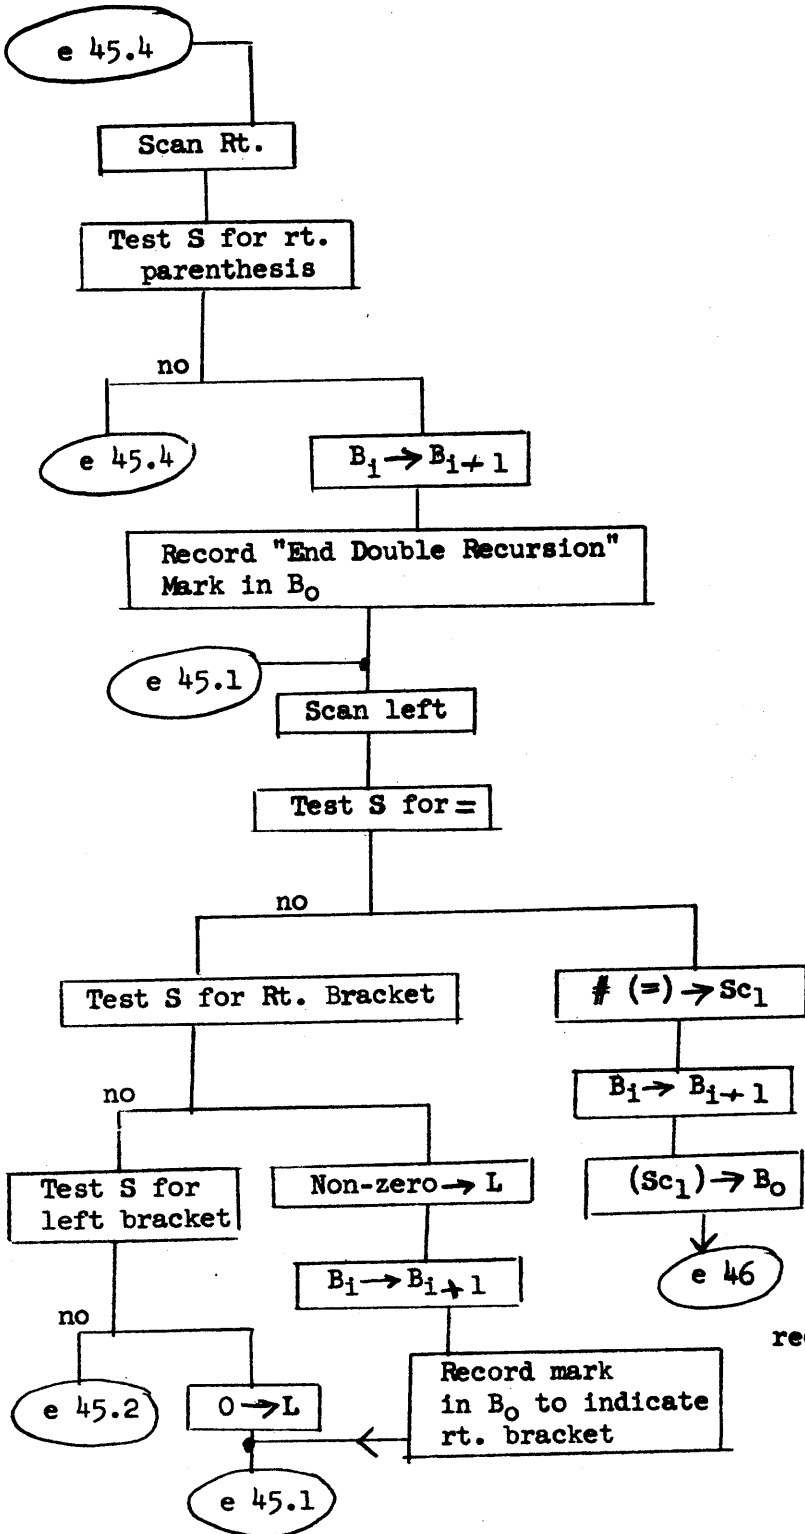 e 45.4
Scan Rt.
Test S for rt.
parenthesis
no
e 45.4
B_i → B_{i+1}
Record "End Double Recursion"
Mark in B_o
e 45.1
Scan left
Test S for =
no
Test S for Rt. Bracket
# (=) → Sc_1
no
B_i → B_{i+1}
Test S for
left bracket
Non-zero → L
(Sc_1) → B_o
B_i → B_{i+1}
e 46
no
e 45.2
0 → L
Record mark
in B_o to indicate
rt. bracket
e 45.1